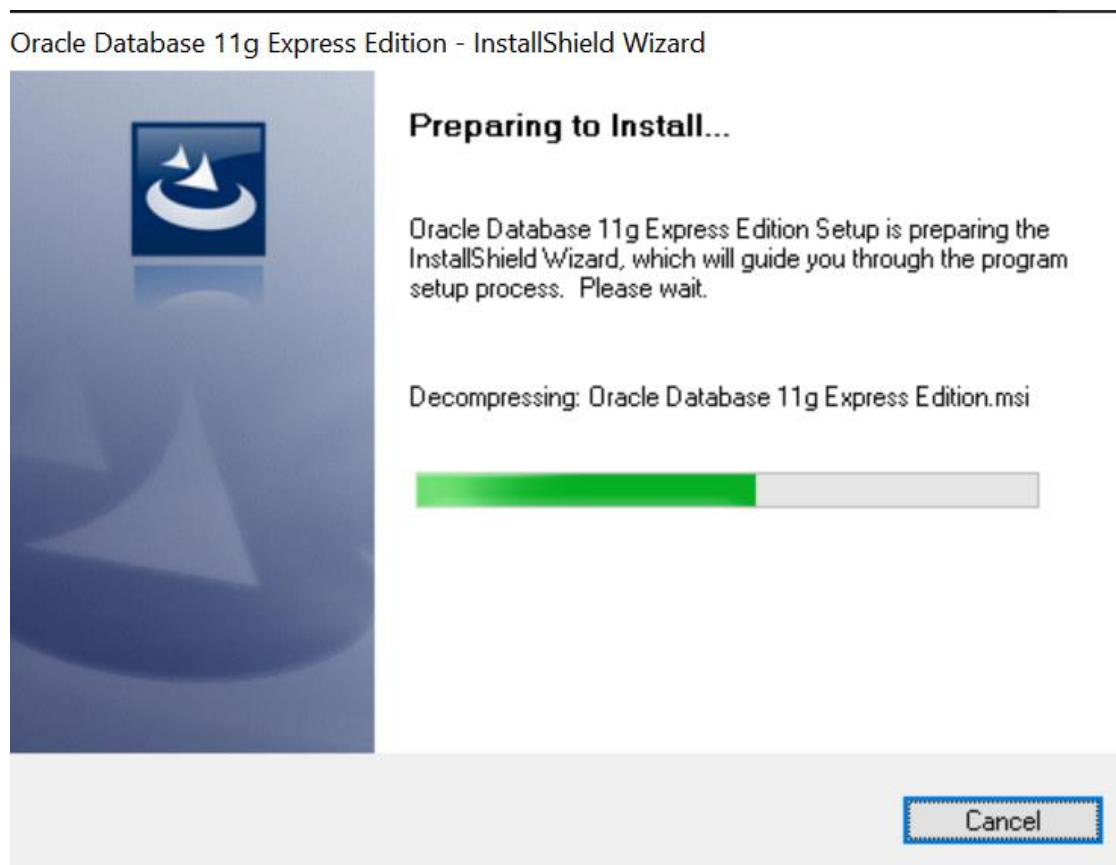 Oracle Database 11g Express Edition - InstallShield Wizard
Preparing to Install...
Oracle Database 11g Express Edition Setup is preparing the
InstallShield Wizard, which will guide you through the program
setup process.  Please wait.
Decompressing: Oracle Database 11g Express Edition.msi
Cancel